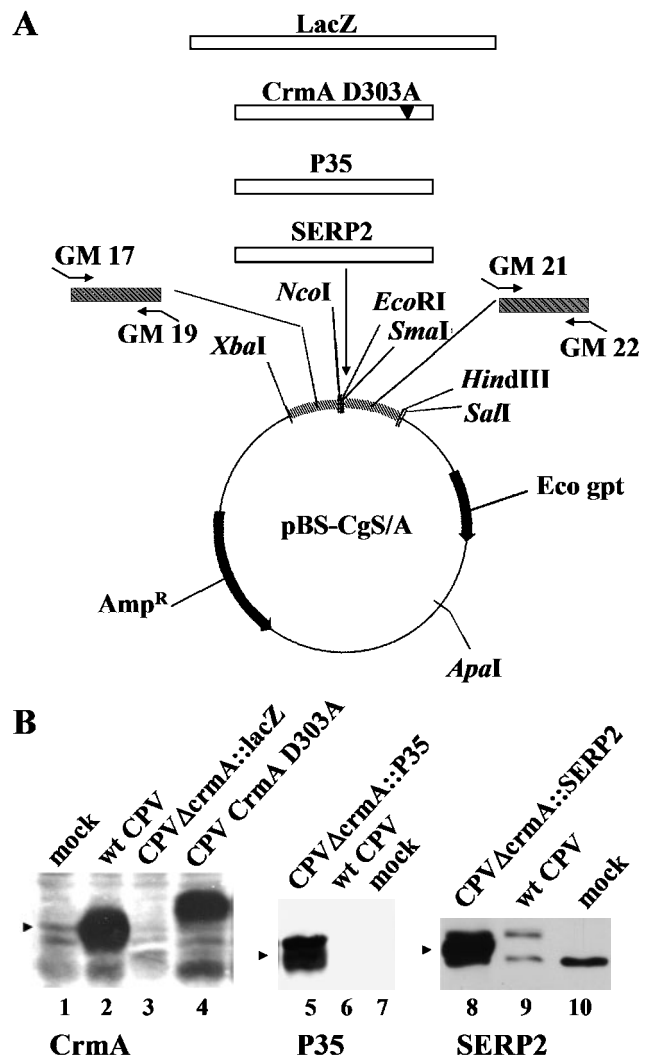 A
LacZ
CrmA D303A
P35
SERP2
GM 17
GM 19
GM 21
GM 22
NcoI
EcoRI
SmaI
XbaI
HindIII
SalI
Eco gpt
pBS-CgS/A
Amp^R
ApaI
B
mock
wt CPV
CPVΔcrmA::lacZ
CPV CrmA D303A
CPVΔcrmA::P35
wt CPV
mock
CPVΔcrmA::SERP2
wt CPV
mock
1 2 3 4
5 6 7
8 9 10
CrmA
P35
SERP2